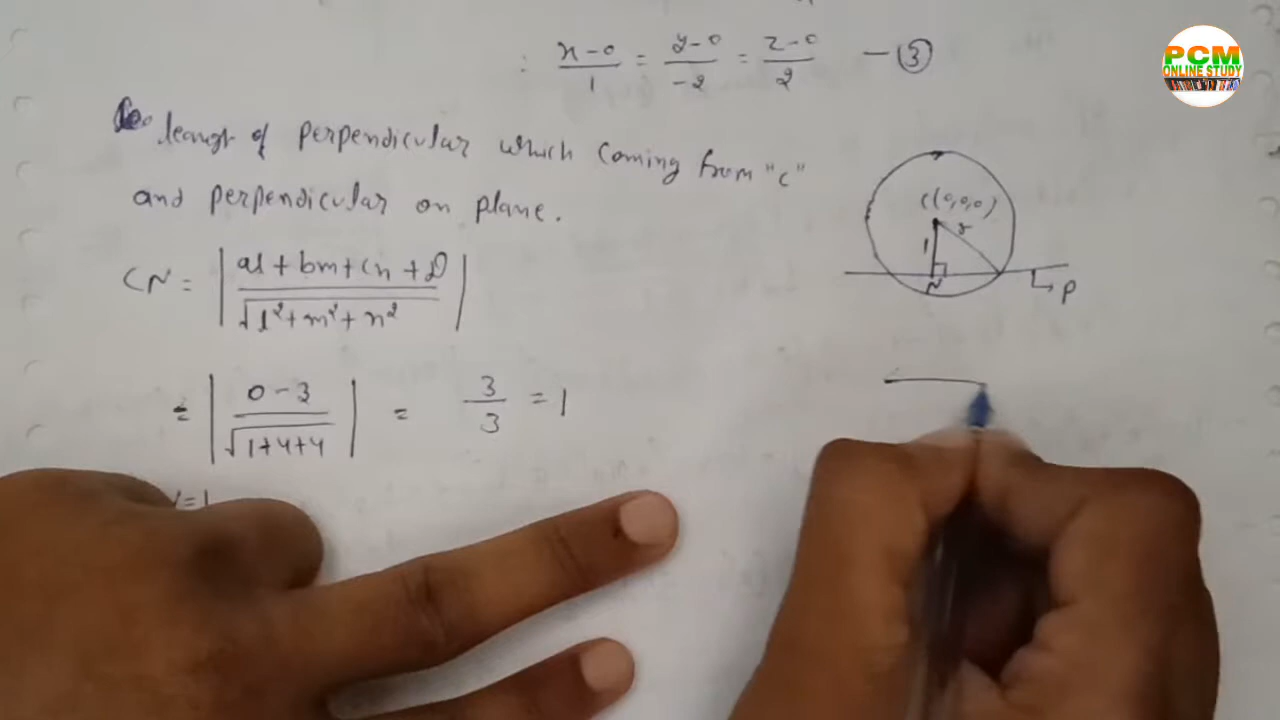 : x-0/1 = y-0/-2 = z-0/2 — ③
PCM
ONLINE STUDY
lengt of perpendicular which coming from "c"
and perpendicular on plane.
C(0,0,0)
r
1
N
P
CN = |al+bm+cn+D/√l²+m²+n²|
= |0-3/√1+4+4| = 3/3 = 1
=1